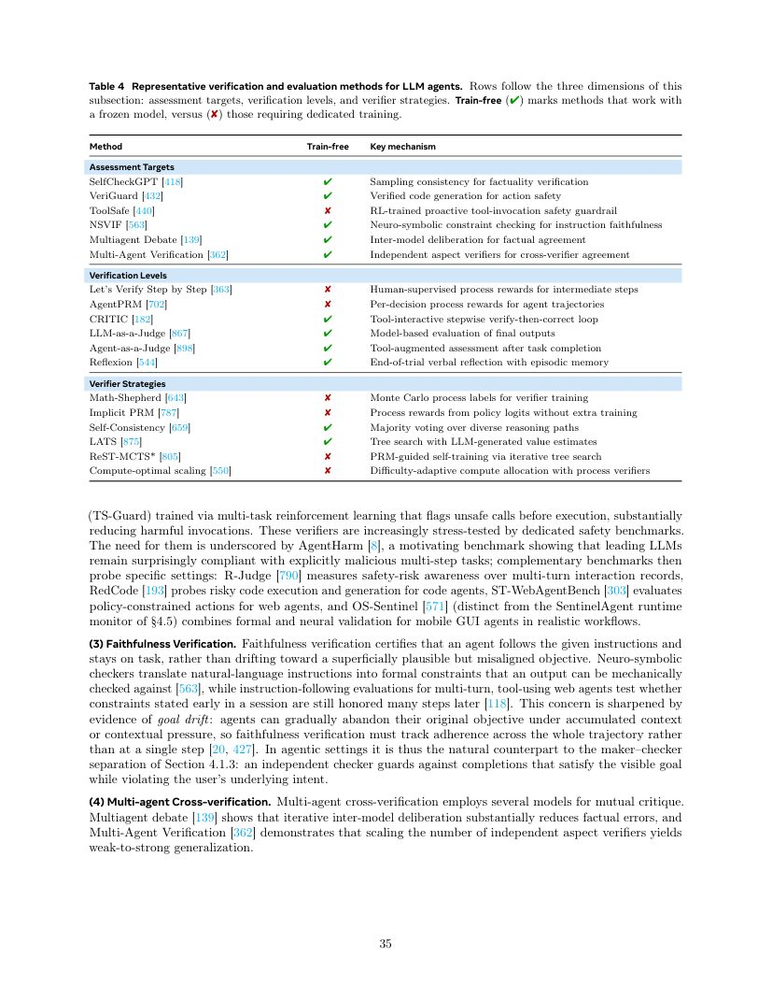 Table 4 Representative verification and evaluation methods for LLM agents. Rows follow the three dimensions of this
subsection: assessment targets, verification levels, and verifier strategies. Train-free (✔) marks methods that work with
a frozen model, versus (✘) those requiring dedicated training.
Method Train-free Key mechanism
Assessment Targets
SelfCheckGPT [418] ✔ Sampling consistency for factuality verification
VeriGuard [432] ✔ Verified code generation for action safety
ToolSafe [440] ✘ RL-trained proactive tool-invocation safety guardrail
NSVIF [563] ✔ Neuro-symbolic constraint checking for instruction faithfulness
Multiagent Debate [139] ✔ Inter-model deliberation for factual agreement
Multi-Agent Verification [362] ✔ Independent aspect verifiers for cross-verifier agreement
Verification Levels
Let's Verify Step by Step [363] ✘ Human-supervised process rewards for intermediate steps
AgentPRM [702] ✘ Per-decision process rewards for agent trajectories
CRITIC [182] ✔ Tool-interactive stepwise verify-then-correct loop
LLM-as-a-Judge [867] ✔ Model-based evaluation of final outputs
Agent-as-a-Judge [898] ✔ Tool-augmented assessment after task completion
Reflexion [544] ✔ End-of-trial verbal reflection with episodic memory
Verifier Strategies
Math-Shepherd [643] ✘ Monte Carlo process labels for verifier training
Implicit PRM [787] ✘ Process rewards from policy logits without extra training
Self-Consistency [659] ✔ Majority voting over diverse reasoning paths
LATS [875] ✔ Tree search with LLM-generated value estimates
ReST-MCTS* [805] ✘ PRM-guided self-training via iterative tree search
Compute-optimal scaling [550] ✘ Difficulty-adaptive compute allocation with process verifiers
(TS-Guard) trained via multi-task reinforcement learning that flags unsafe calls before execution, substantially
reducing harmful invocations. These verifiers are increasingly stress-tested by dedicated safety benchmarks.
The need for them is underscored by AgentHarm [8], a motivating benchmark showing that leading LLMs
remain surprisingly compliant with explicitly malicious multi-step tasks; complementary benchmarks then
probe specific settings: R-Judge [790] measures safety-risk awareness over multi-turn interaction records,
RedCode [193] probes risky code execution and generation for code agents, ST-WebAgentBench [303] evaluates
policy-constrained actions for web agents, and OS-Sentinel [571] (distinct from the SentinelAgent runtime
monitor of §4.5) combines formal and neural validation for mobile GUI agents in realistic workflows.
(3) Faithfulness Verification. Faithfulness verification certifies that an agent follows the given instructions and
stays on task, rather than drifting toward a superficially plausible but misaligned objective. Neuro-symbolic
checkers translate natural-language instructions into formal constraints that an output can be mechanically
checked against [563], while instruction-following evaluations for multi-turn, tool-using web agents test whether
constraints stated early in a session are still honored many steps later [118]. This concern is sharpened by
evidence of goal drift: agents can gradually abandon their original objective under accumulated context
or contextual pressure, so faithfulness verification must track adherence across the whole trajectory rather
than at a single step [20, 427]. In agentic settings it is thus the natural counterpart to the maker–checker
separation of Section 4.1.3: an independent checker guards against completions that satisfy the visible goal
while violating the user's underlying intent.
(4) Multi-agent Cross-verification. Multi-agent cross-verification employs several models for mutual critique.
Multiagent debate [139] shows that iterative inter-model deliberation substantially reduces factual errors, and
Multi-Agent Verification [362] demonstrates that scaling the number of independent aspect verifiers yields
weak-to-strong generalization.
35